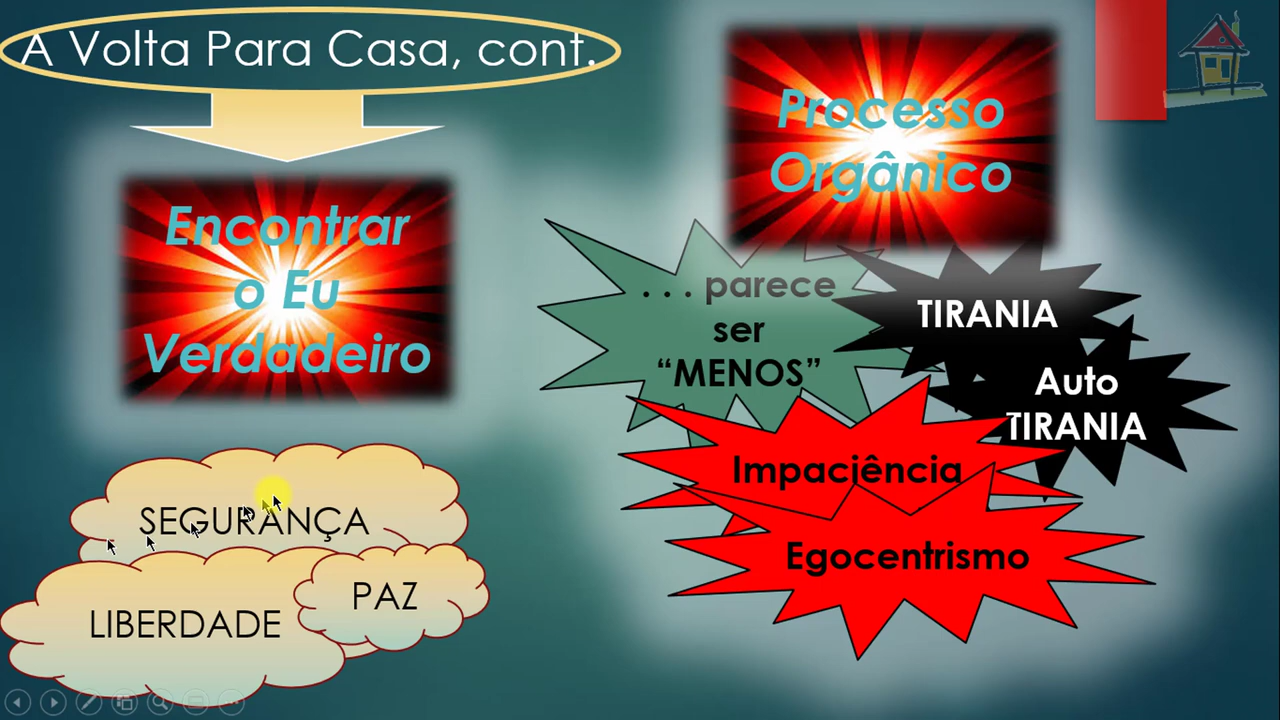 A Volta Para Casa, cont.
Encontrar
o Eu
Verdadeiro
SEGURANÇA
LIBERDADE
PAZ
Processo
Orgânico
. . . parece
ser
“MENOS”
TIRANIA
Auto
TIRANIA
Impaciência
Egocentrismo